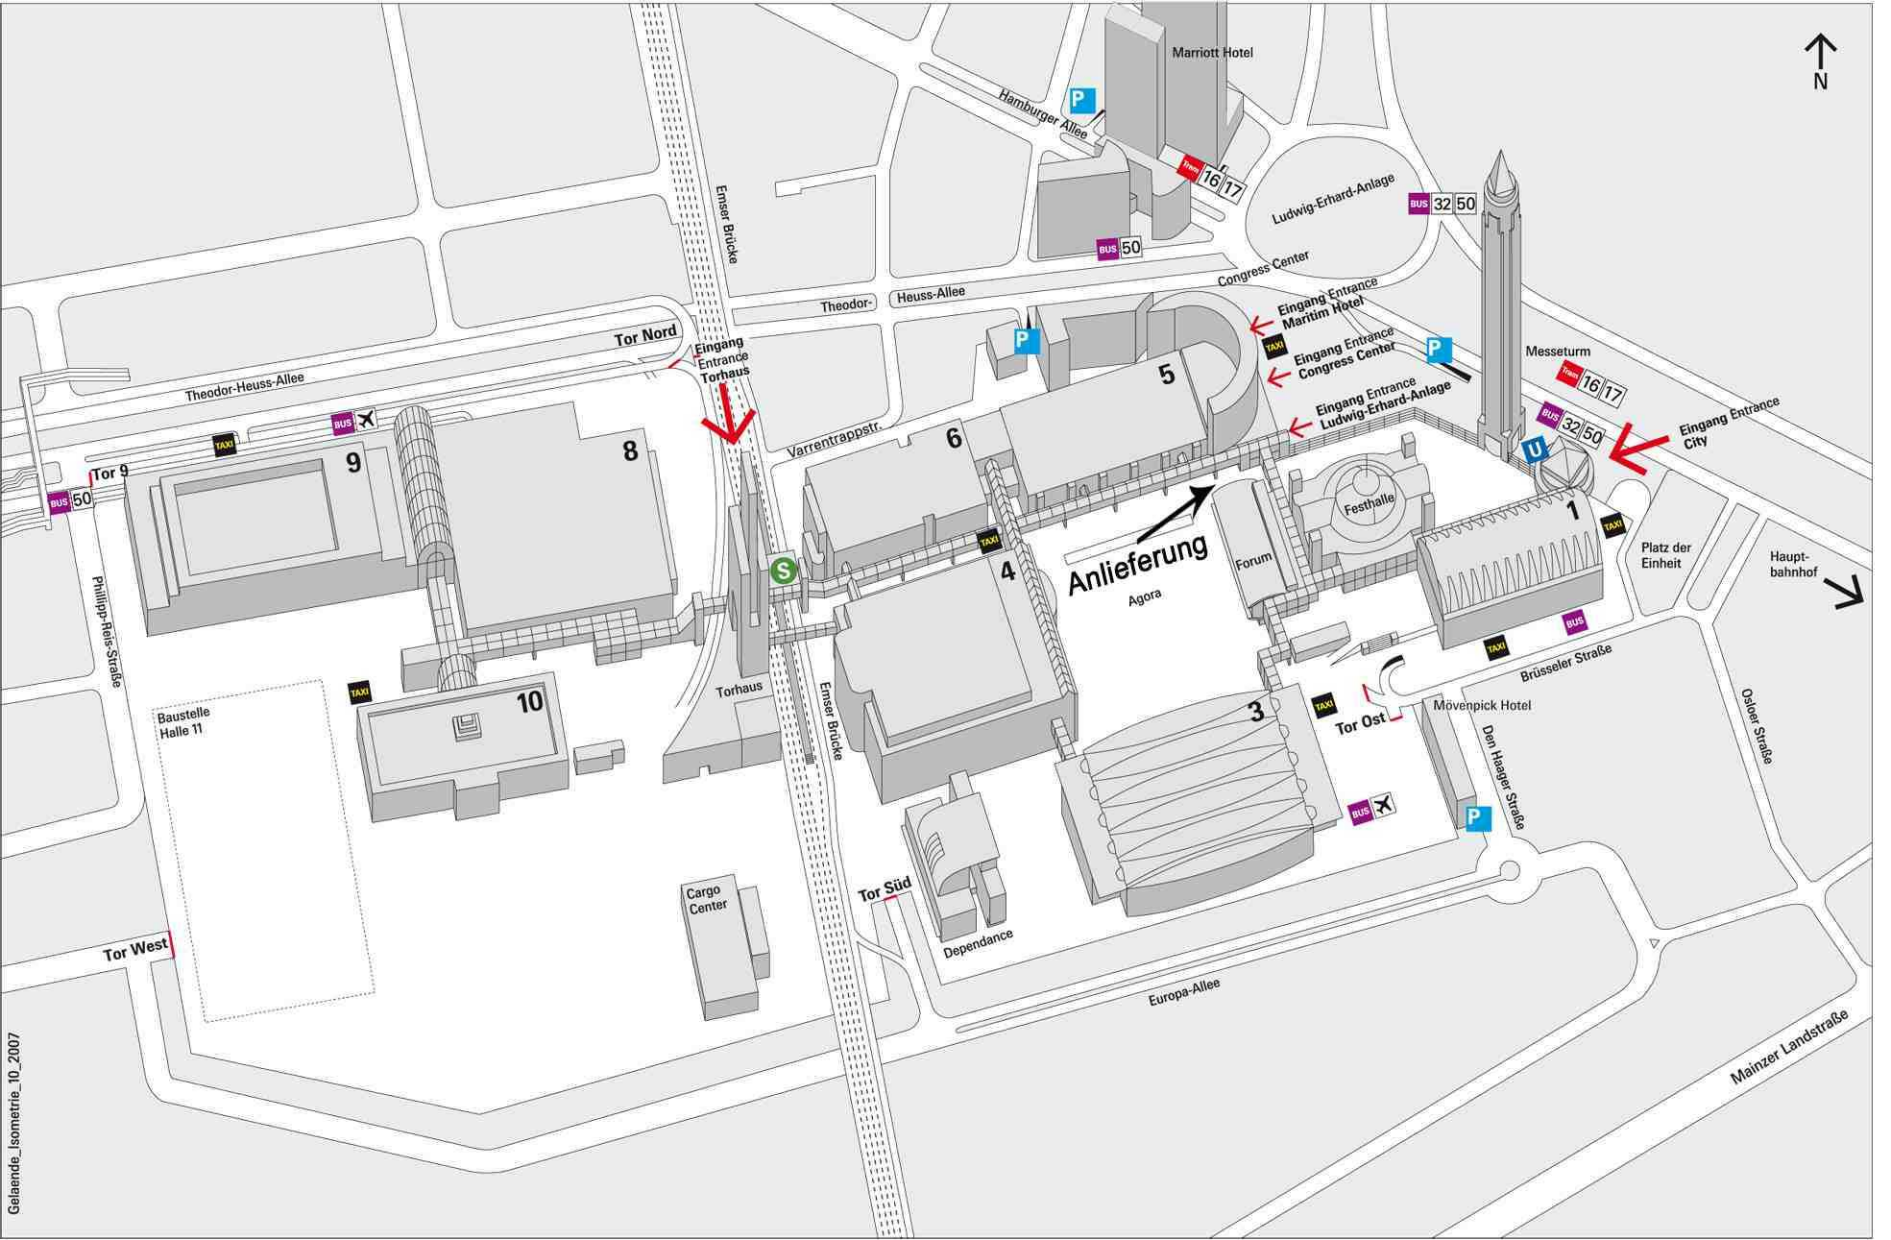 Marriott Hotel
N
P
Hamburger Allee
Tram 16 17
Ludwig-Erhard-Anlage
BUS 32 50
Emser Brücke
BUS 50
Congress Center
Theodor-
Heuss-Allee
Eingang Entrance
Maritim Hotel
TAXI
Eingang Entrance
Congress Center
P
P
Messeturm
Tram 16 17
Tor Nord
Eingang
Entrance
Torhaus
Theodor-Heuss-Allee
5
Eingang Entrance
Ludwig-Erhard-Anlage
BUS 32 50
Eingang Entrance
City
BUS
TAXI
Varrentrappstr.
6
8
9
U
Tor 9
BUS 50
Festhalle
1
TAXI
TAXI
Platz der
Einheit
Haupt-
bahnhof
S
4
Anlieferung
Agora
Forum
Phillipp-Reis-Straße
BUS
TAXI
Brüsseler Straße
Torhaus
Emser Brücke
TAXI
10
Baustelle
Halle 11
3
TAXI
Tor Ost
Mövenpick Hotel
Osloer Straße
Den Haager Straße
BUS
P
Cargo
Center
Tor Süd
Dependance
Tor West
Europa-Allee
Mainzer Landstraße
Gelaende_Isometrie_10_2007